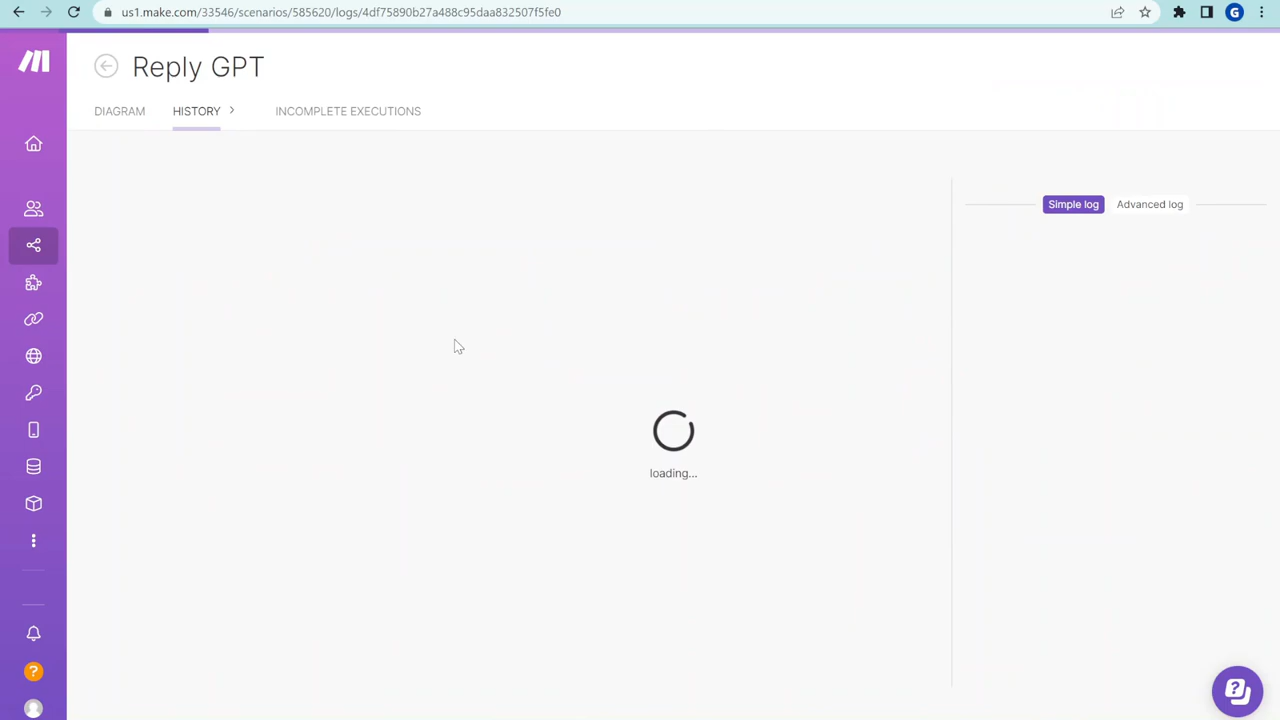 us1.make.com/33546/scenarios/585620/logs/4df75890b27a488c95daa832507f5fe0
G
Reply GPT
DIAGRAM
HISTORY
INCOMPLETE EXECUTIONS
Simple log
Advanced log
loading...
?
?